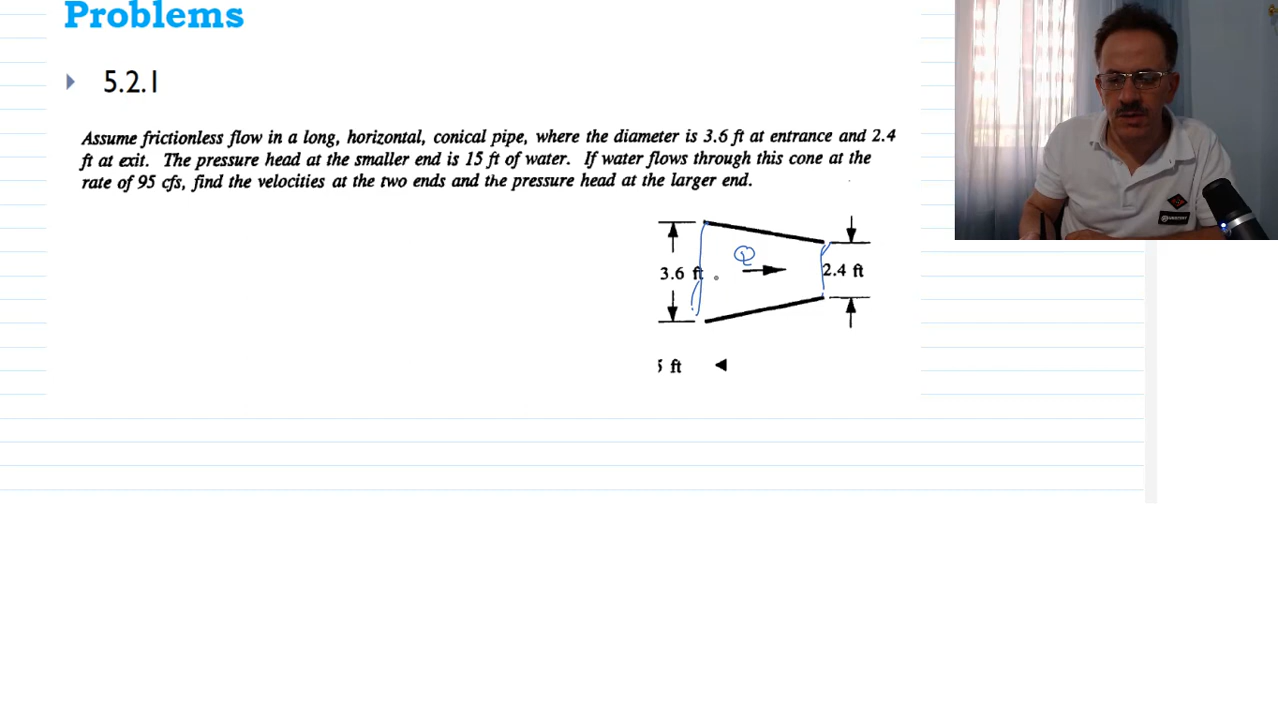 Problems
5.2.1
Assume frictionless flow in a long, horizontal, conical pipe, where the diameter is 3.6 ft at entrance and 2.4
ft at exit. The pressure head at the smaller end is 15 ft of water. If water flows through this cone at the
rate of 95 cfs, find the velocities at the two ends and the pressure head at the larger end.
Q
3.6 ft
2.4 ft
5 ft